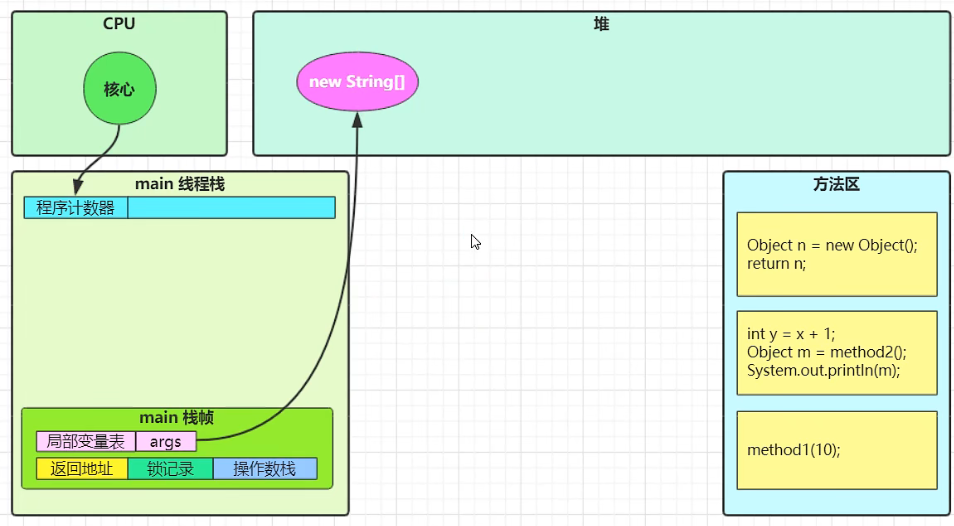 CPU
核心
堆
new String[]
main 线程栈
程序计数器
main 栈帧
局部变量表 args
返回地址 锁记录 操作数栈
方法区
Object n = new Object();
return n;
int y = x + 1;
Object m = method2();
System.out.println(m);
method1(10);